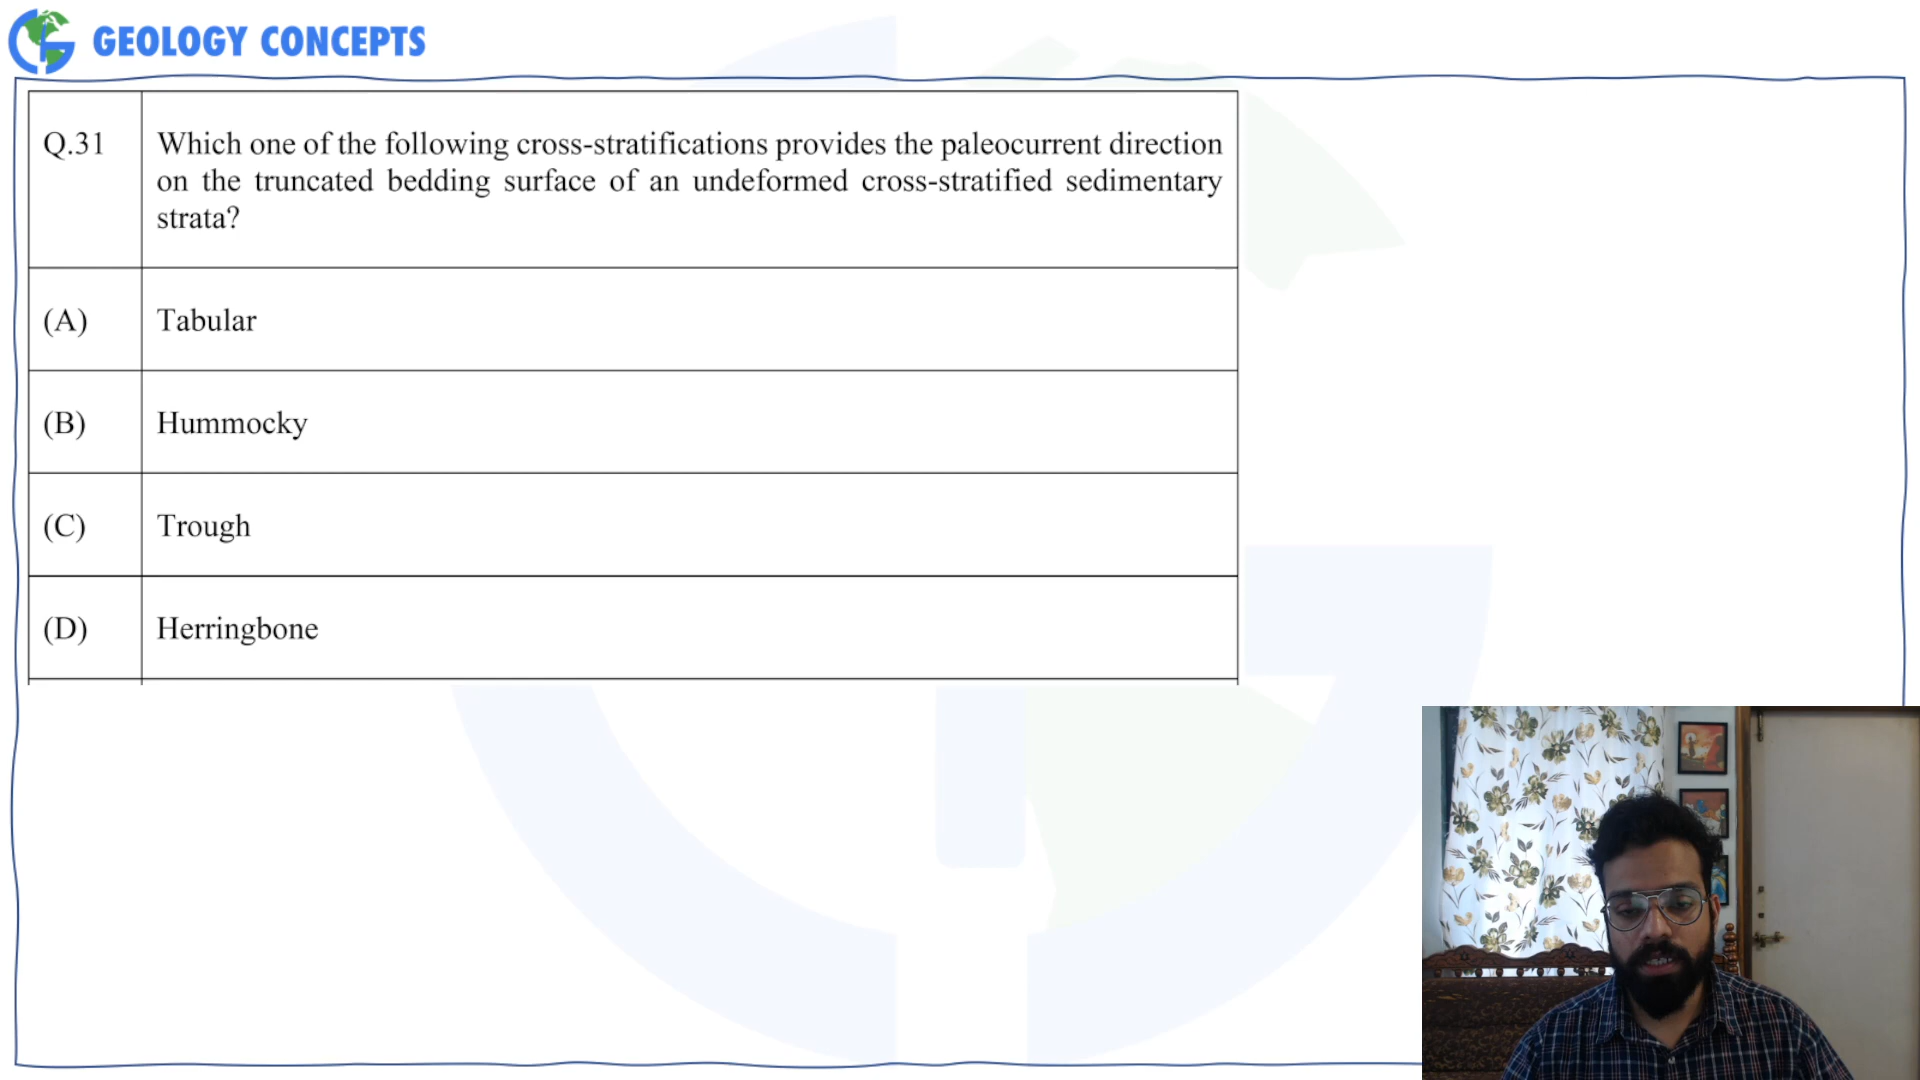 GEOLOGY CONCEPTS
Q.31
Which one of the following cross-stratifications provides the paleocurrent direction
on the truncated bedding surface of an undeformed cross-stratified sedimentary
strata?
(A) Tabular
(B) Hummocky
(C) Trough
(D) Herringbone